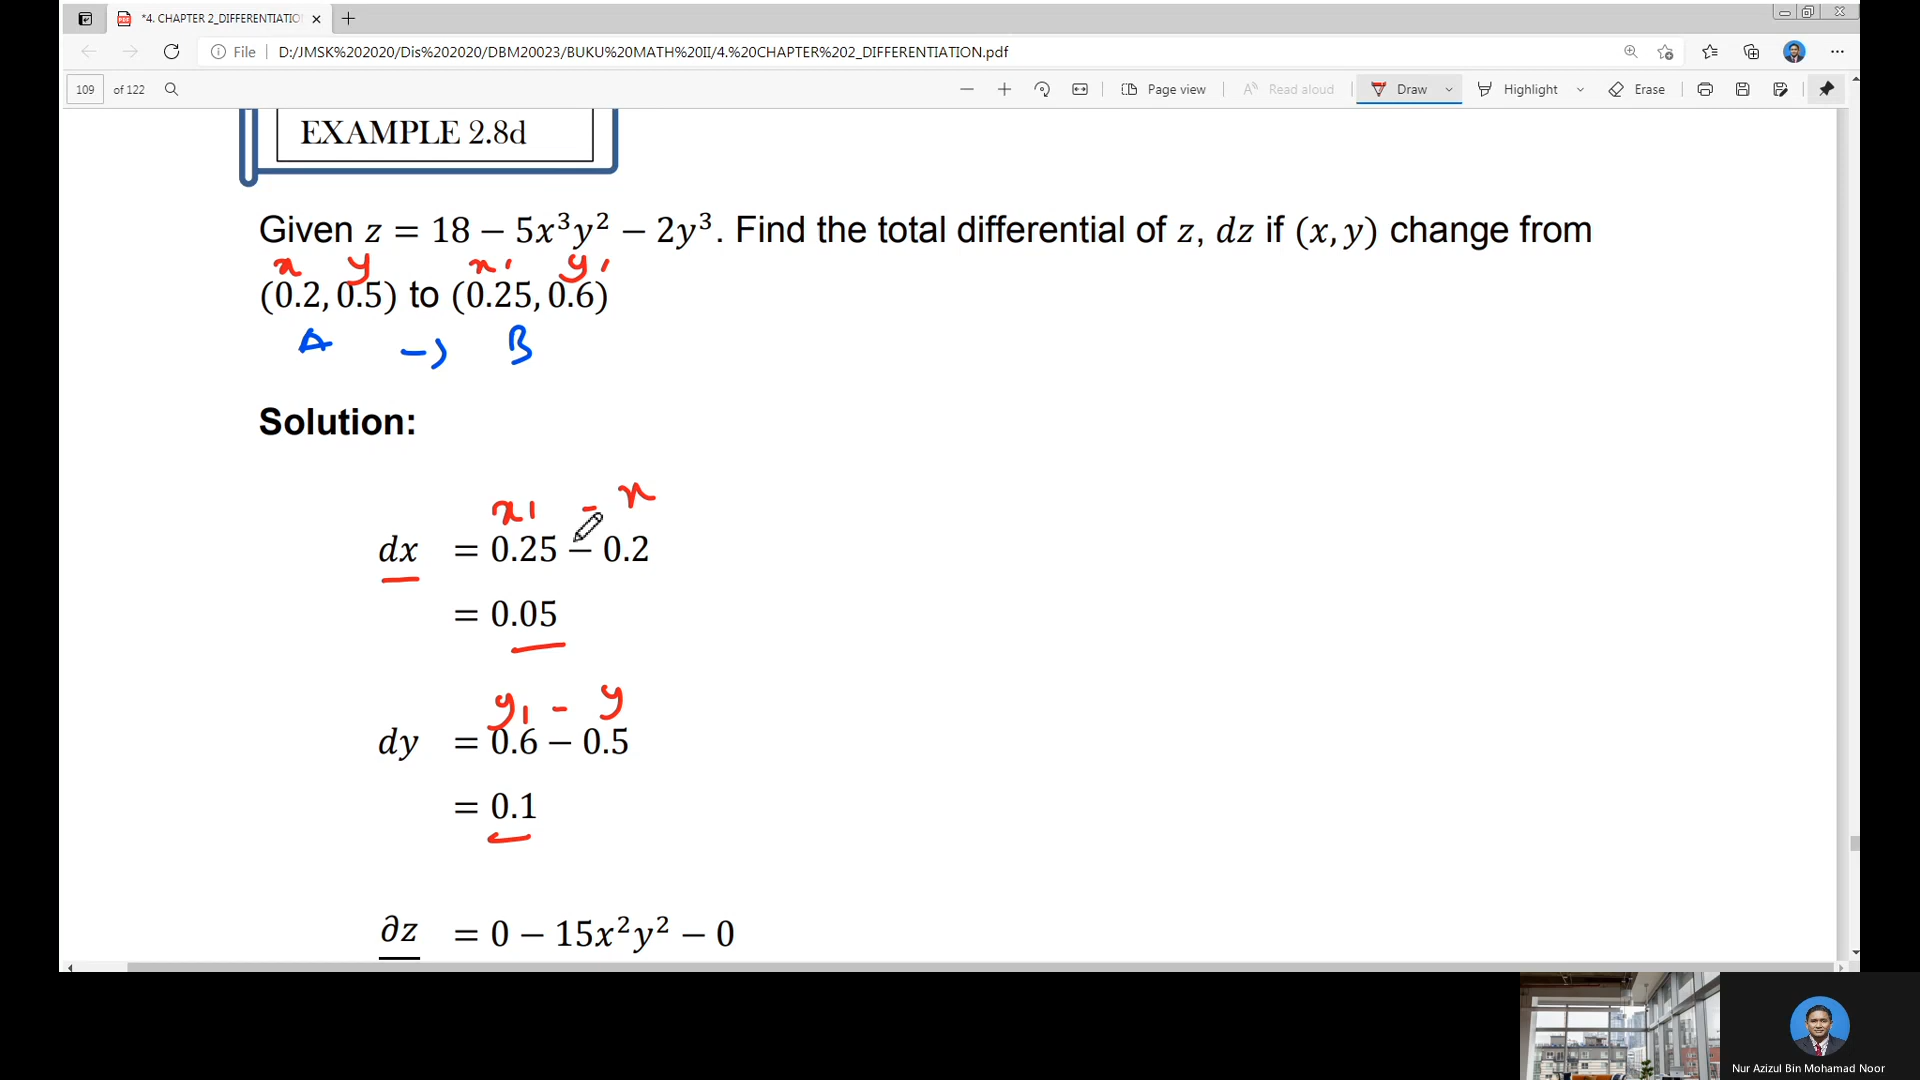 *4. CHAPTER 2_DIFFERENTIATIO
File | D:/JMSK%202020/Dis%202020/DBM20023/BUKU%20MATH%20II/4.%20CHAPTER%202_DIFFERENTIATION.pdf
109 of 122 Page view Read aloud Draw Highlight Erase
EXAMPLE 2.8d
Given z = 18 − 5x³y² − 2y³. Find the total differential of z, dz if (x, y) change from
x y x' y'
(0.2, 0.5) to (0.25, 0.6)
A → B
Solution:
x1 - x
dx = 0.25 − 0.2
= 0.05
y1 - y
dy = 0.6 − 0.5
= 0.1
∂z = 0 − 15x²y² − 0
Nur Azizul Bin Mohamad Noor